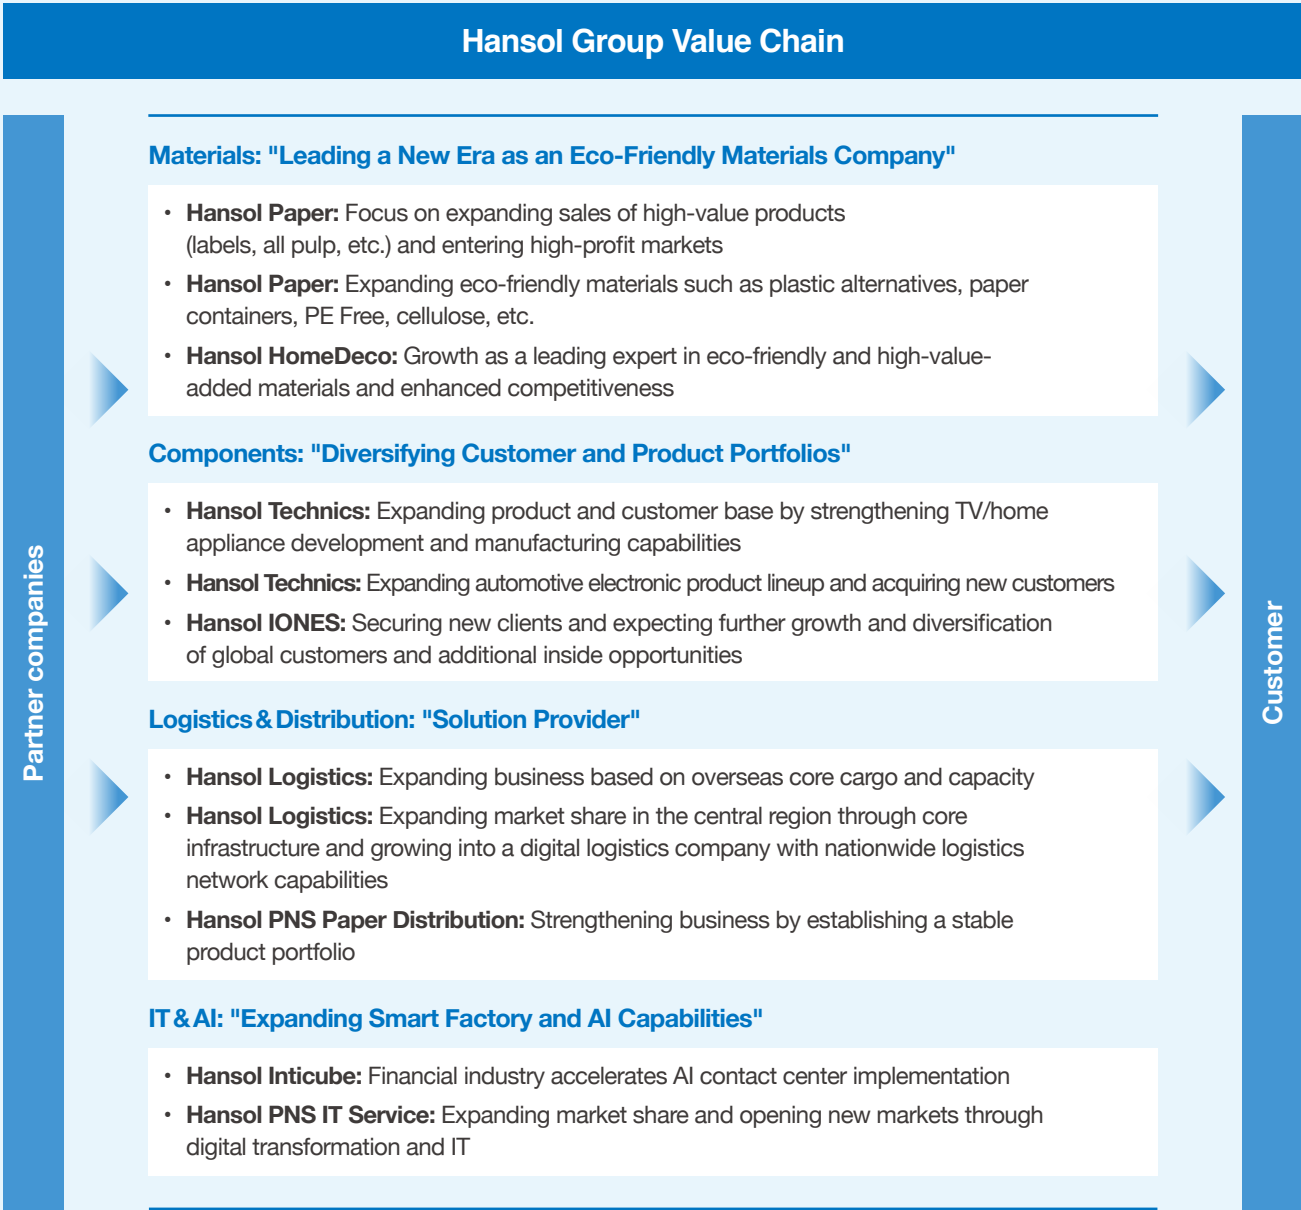 Hansol Group Value Chain
Partner companies
Materials: "Leading a New Era as an Eco-Friendly Materials Company"
• Hansol Paper: Focus on expanding sales of high-value products
(labels, all pulp, etc.) and entering high-profit markets
• Hansol Paper: Expanding eco-friendly materials such as plastic alternatives, paper
containers, PE Free, cellulose, etc.
• Hansol HomeDeco: Growth as a leading expert in eco-friendly and high-value-
added materials and enhanced competitiveness
Components: "Diversifying Customer and Product Portfolios"
• Hansol Technics: Expanding product and customer base by strengthening TV/home
appliance development and manufacturing capabilities
• Hansol Technics: Expanding automotive electronic product lineup and acquiring new customers
• Hansol IONES: Securing new clients and expecting further growth and diversification
of global customers and additional inside opportunities
Logistics & Distribution: "Solution Provider"
• Hansol Logistics: Expanding business based on overseas core cargo and capacity
• Hansol Logistics: Expanding market share in the central region through core
infrastructure and growing into a digital logistics company with nationwide logistics
network capabilities
• Hansol PNS Paper Distribution: Strengthening business by establishing a stable
product portfolio
IT & AI: "Expanding Smart Factory and AI Capabilities"
• Hansol Inticube: Financial industry accelerates AI contact center implementation
• Hansol PNS IT Service: Expanding market share and opening new markets through
digital transformation and IT
Customer